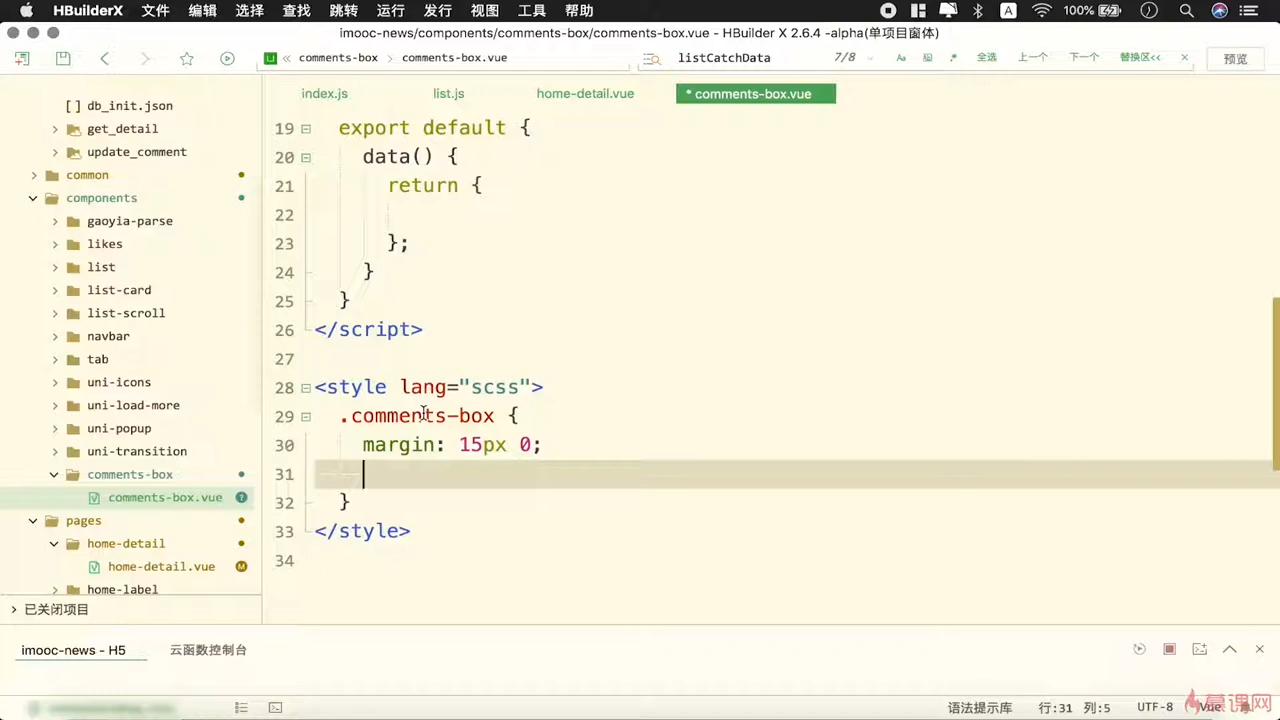 HBuilderX 文件 编辑 选择 查找 跳转 运行 发行 视图 工具 帮助 A 100%
imooc-news/components/comments-box/comments-box.vue - HBuilder X 2.6.4 -alpha(单项目窗体)
comments-box comments-box.vue listCatchData 7/8 Aa 全选 上一个 下一个 替换区<< 预览
index.js list.js home-detail.vue * comments-box.vue
[] db_init.json
get_detail
update_comment
common
components
gaoyia-parse
likes
list
list-card
list-scroll
navbar
tab
uni-icons
uni-load-more
uni-popup
uni-transition
comments-box
comments-box.vue ?
pages
home-detail
home-detail.vue M
home-label
已关闭项目
19 export default {
20 data() {
21 return {
22
23 };
24 }
25 }
26 </script>
27
28 <style lang="scss">
29 .comments-box {
30 margin: 15px 0;
31
32 }
33 </style>
34
imooc-news - H5 云函数控制台
语法提示库 行:31 列:5 UTF-8 Vue
慕课网